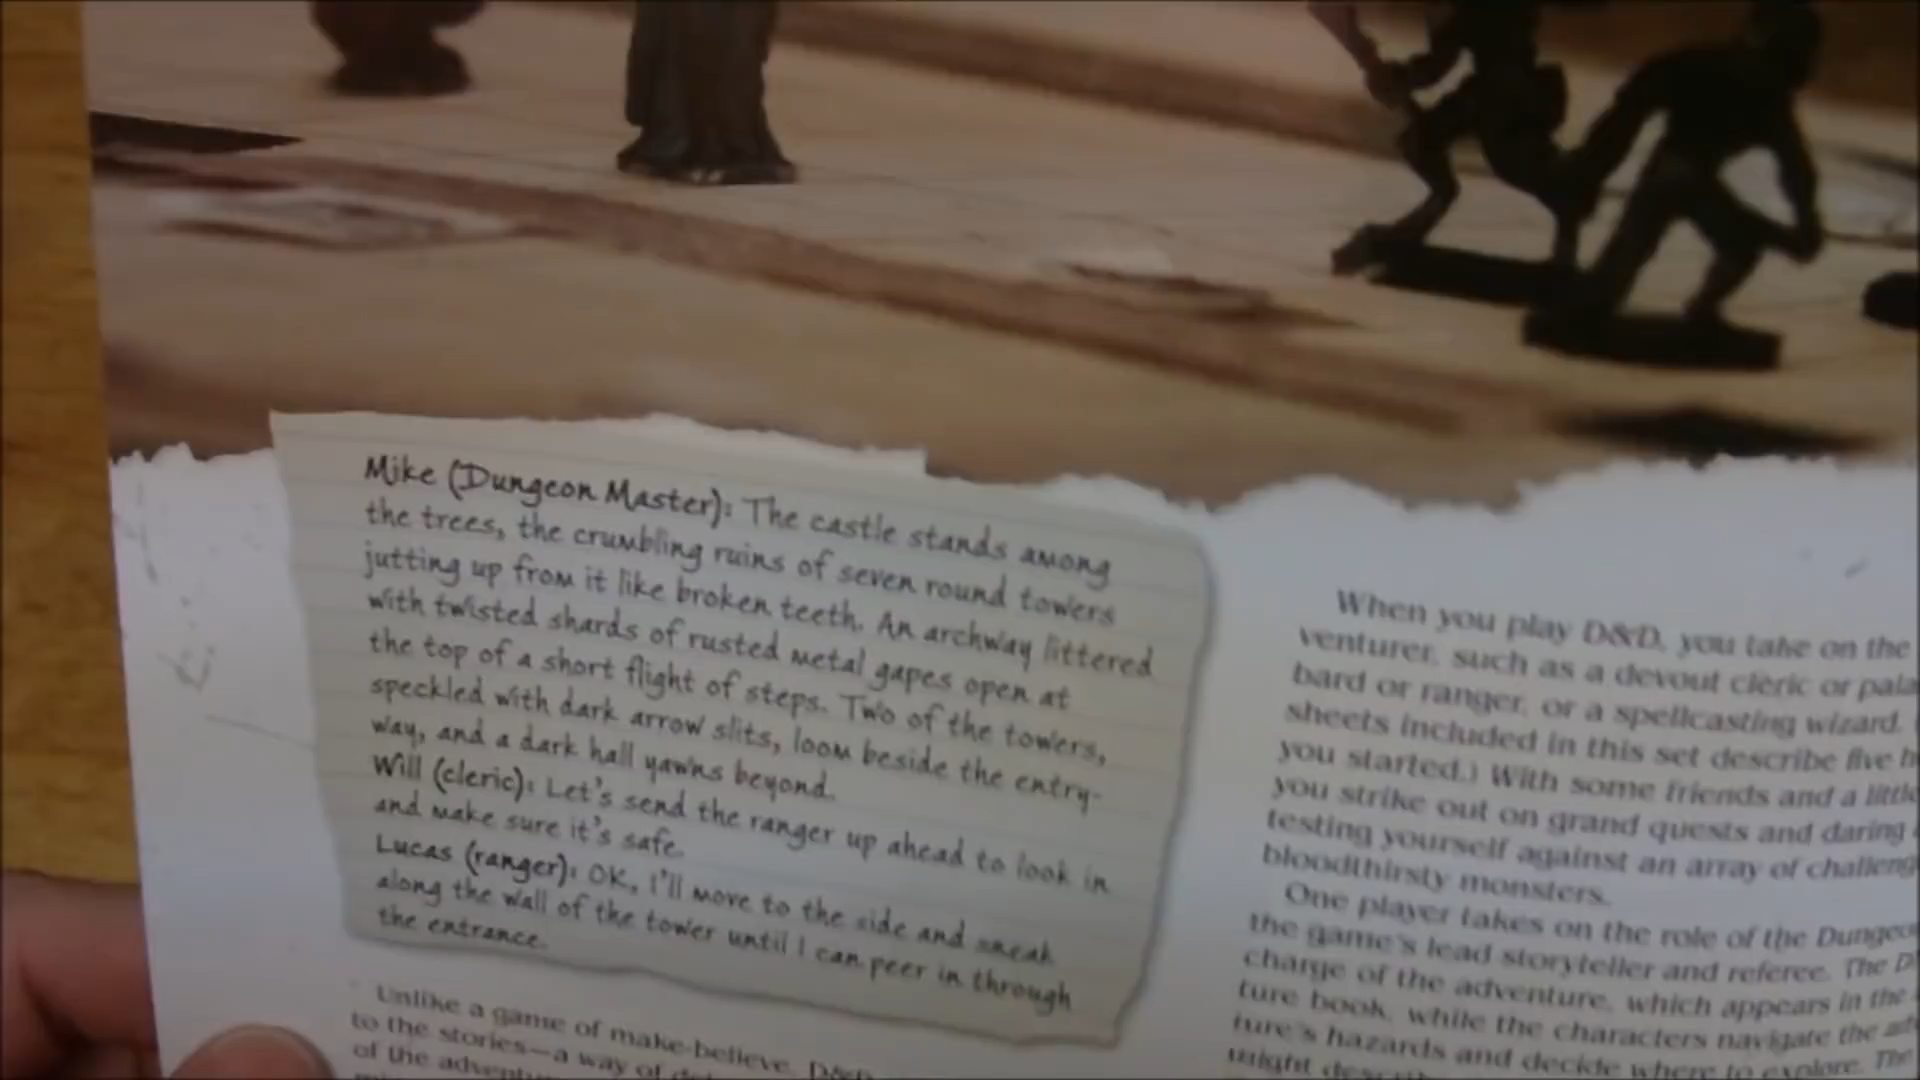 Mike (Dungeon Master): The castle stands among
the trees, the crumbling ruins of seven round towers
jutting up from it like broken teeth. An archway littered
with twisted shards of rusted metal gapes open at
the top of a short flight of steps. Two of the towers,
speckled with dark arrow slits, loom beside the entry-
way, and a dark hall yawns beyond.
Will (cleric): Let's send the ranger up ahead to look in
and make sure it's safe.
Lucas (ranger): OK, I'll move to the side and sneak
along the wall of the tower until I can peer in through
the entrance.
Unlike a game of make-believe, D&D
to the stories—a way of
of the
When you play D&D, you take on the
venturer, such as a devout cleric or
bard or ranger, or a spellcasting wizard.
sheets included in this set describe five
you started.) With some friends and a little
you strike out on grand quests and daring
testing yourself against an array of
bloodthirsty monsters.
One player takes on the role of the
the game's lead storyteller and referee. The
charge of the adventure, which appears in the
ture book, while the characters navigate the
ture's hazards and decide where to explore. The
might